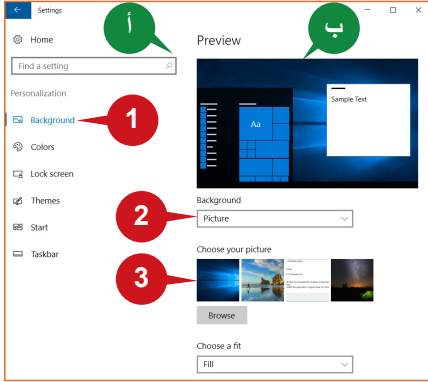 Settings
أ
ب
Home
Preview
Find a setting
Personalization
Sample Text
Aa
Background
1
Colors
Lock screen
Background
Themes
2
Picture
Start
Taskbar
Choose your picture
3
Browse
Choose a fit
Fill